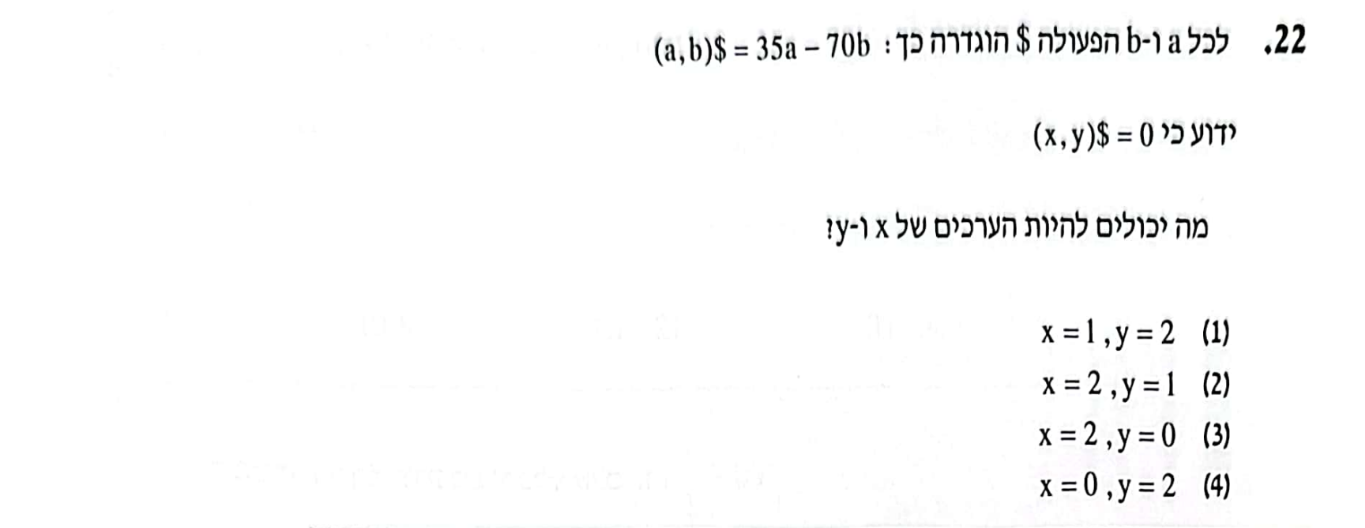 22. לכל a ו-b הפעולה $ הוגדרה כך: (a,b)$ = 35a – 70b
ידוע כי (x,y)$ = 0
מה יכולים להיות הערכים של x ו-y?
(1) x = 1 , y = 2
(2) x = 2 , y = 1
(3) x = 2 , y = 0
(4) x = 0 , y = 2